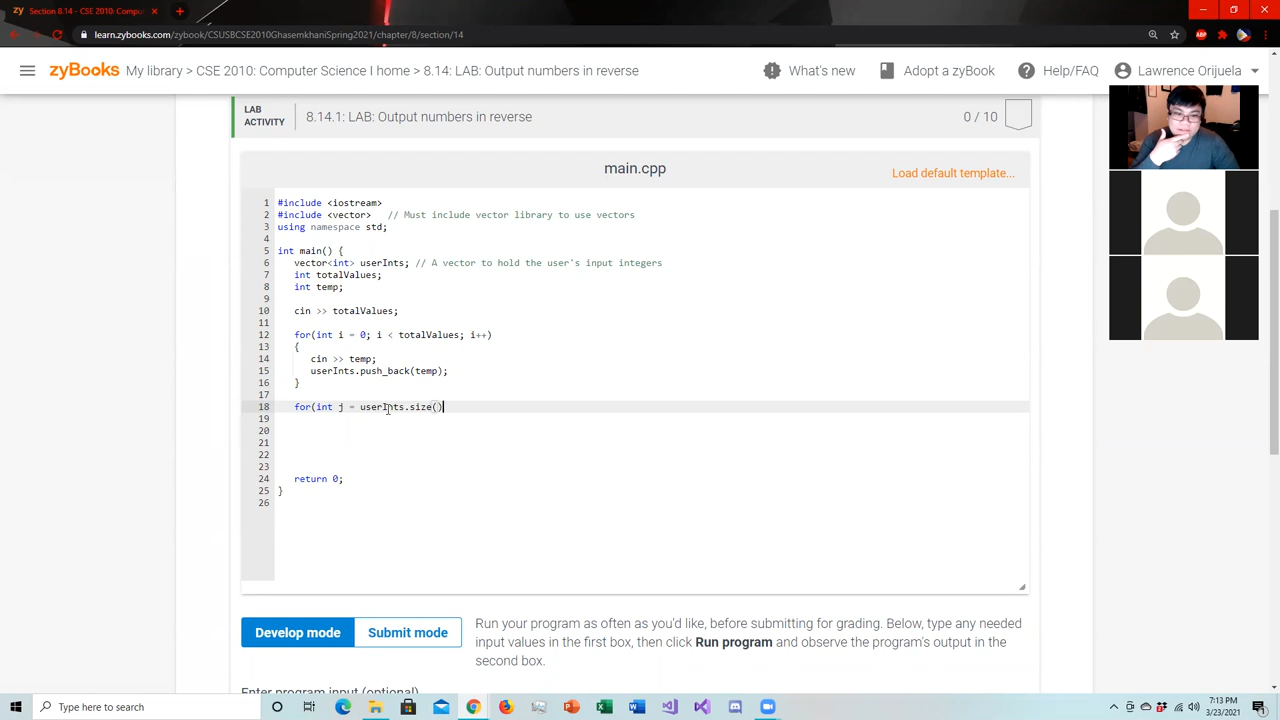 zy Section 8.14 - CSE 2010: Compu
learn.zybooks.com/zybook/CSUSBCSE2010GhasemkhaniSpring2021/chapter/8/section/14
ABP
zyBooks My library > CSE 2010: Computer Science I home > 8.14: LAB: Output numbers in reverse
What's new Adopt a zyBook Help/FAQ Lawrence Orijuela
LAB ACTIVITY 8.14.1: LAB: Output numbers in reverse 0 / 10
main.cpp
Load default template...
1 #include <iostream>
2 #include <vector>   // Must include vector library to use vectors
3 using namespace std;
4
5 int main() {
6    vector<int> userInts; // A vector to hold the user's input integers
7    int totalValues;
8    int temp;
9
10    cin >> totalValues;
11
12    for(int i = 0; i < totalValues; i++)
13    {
14       cin >> temp;
15       userInts.push_back(temp);
16    }
17
18    for(int j = userInts.size()
19
20
21
22
23
24    return 0;
25 }
26
Develop mode Submit mode
Run your program as often as you'd like, before submitting for grading. Below, type any needed
input values in the first box, then click Run program and observe the program's output in the
second box.
Enter program input (optional)
Type here to search
7:13 PM
3/23/2021